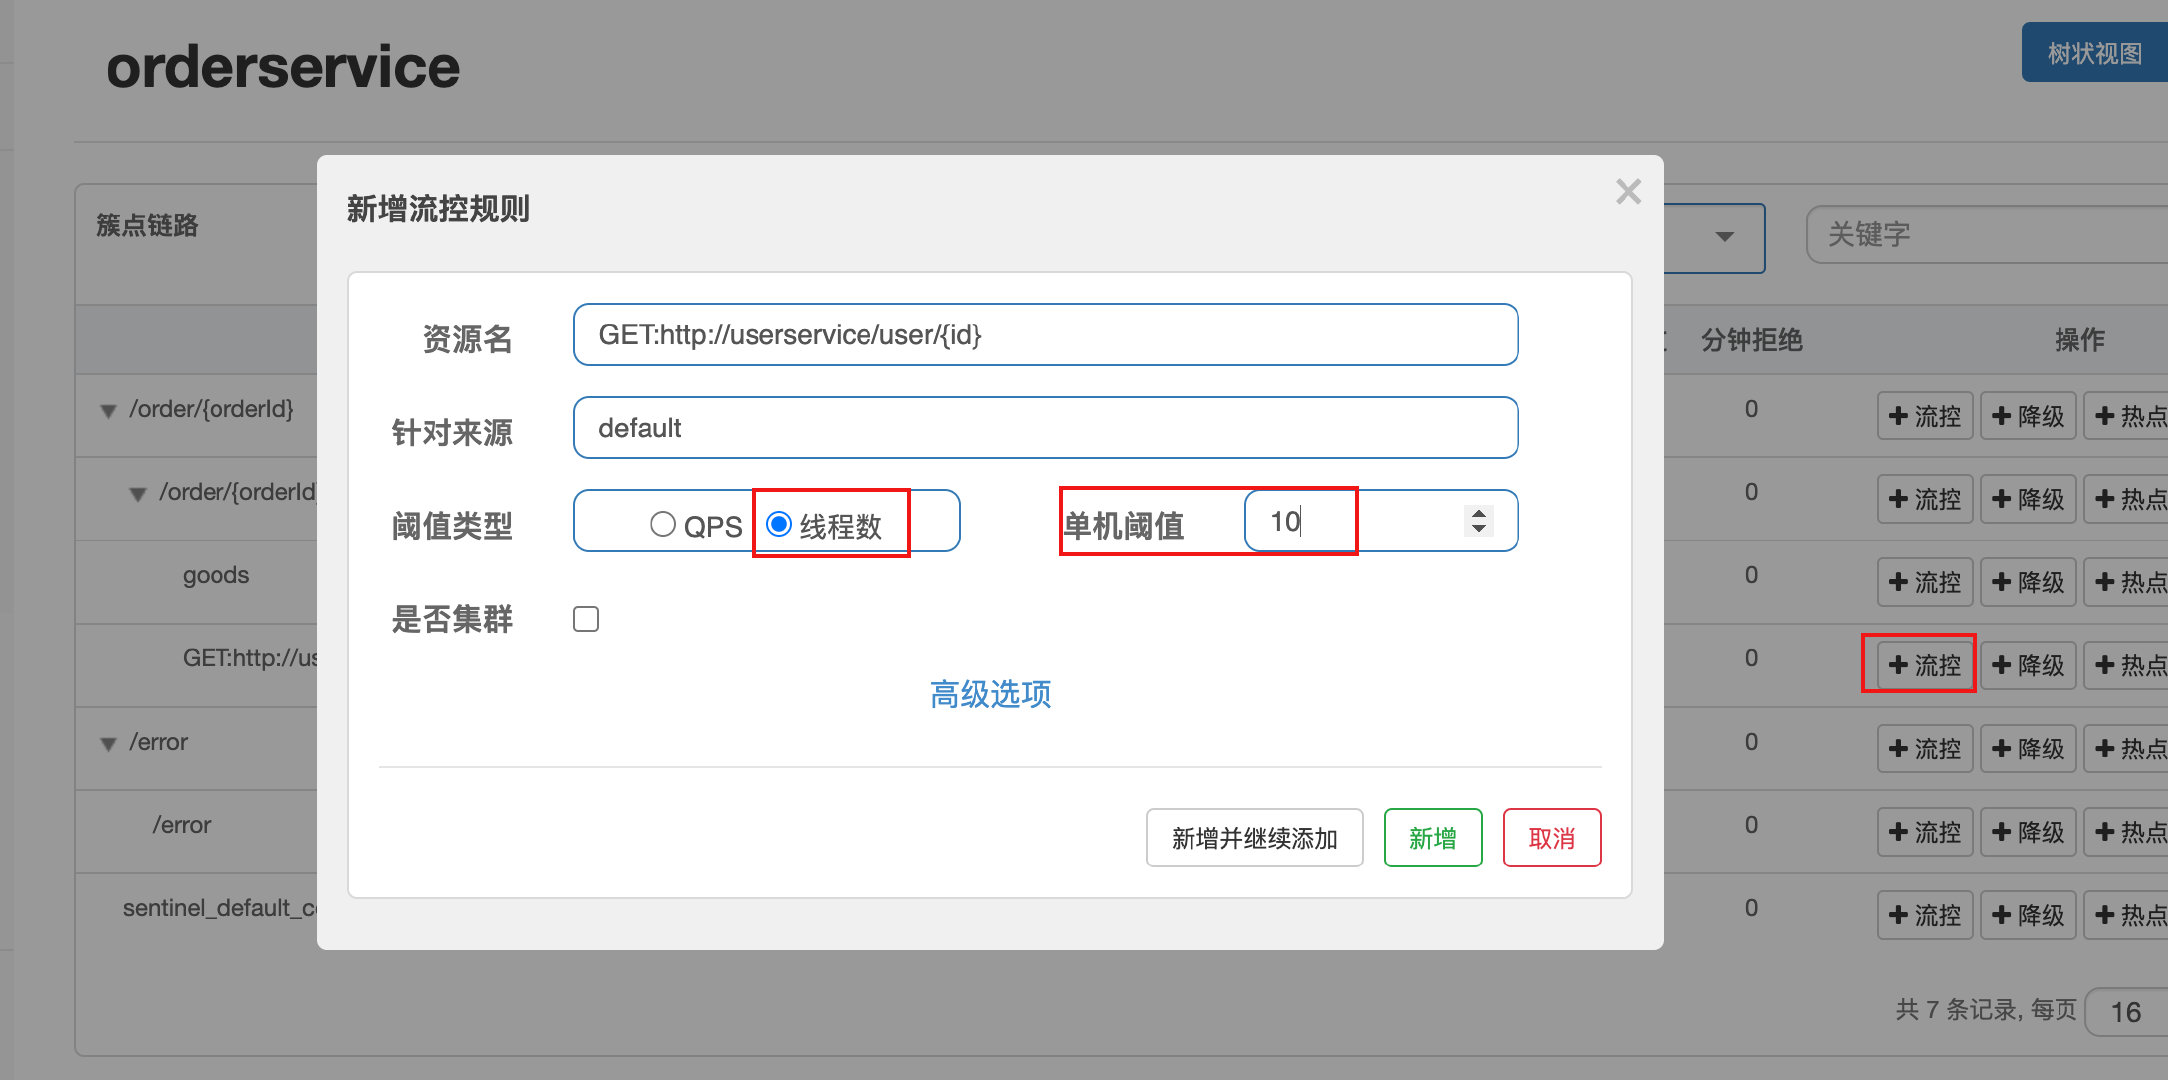 orderservice
树状视图
新增流控规则
簇点链路
关键字
资源名 GET:http://userservice/user/{id}
分钟拒绝 操作
针对来源 default
/order/{orderId} 0 流控 降级 热点
阈值类型 QPS 线程数 单机阈值 10
/order/{orderId 0 流控 降级 热点
goods 0 流控 降级 热点
是否集群
GET:http://us 0 流控 降级 热点
高级选项
/error 0 流控 降级 热点
/error 0 流控 降级 热点
新增并继续添加 新增 取消
sentinel_default_c 0 流控 降级 热点
共 7 条记录, 每页 16